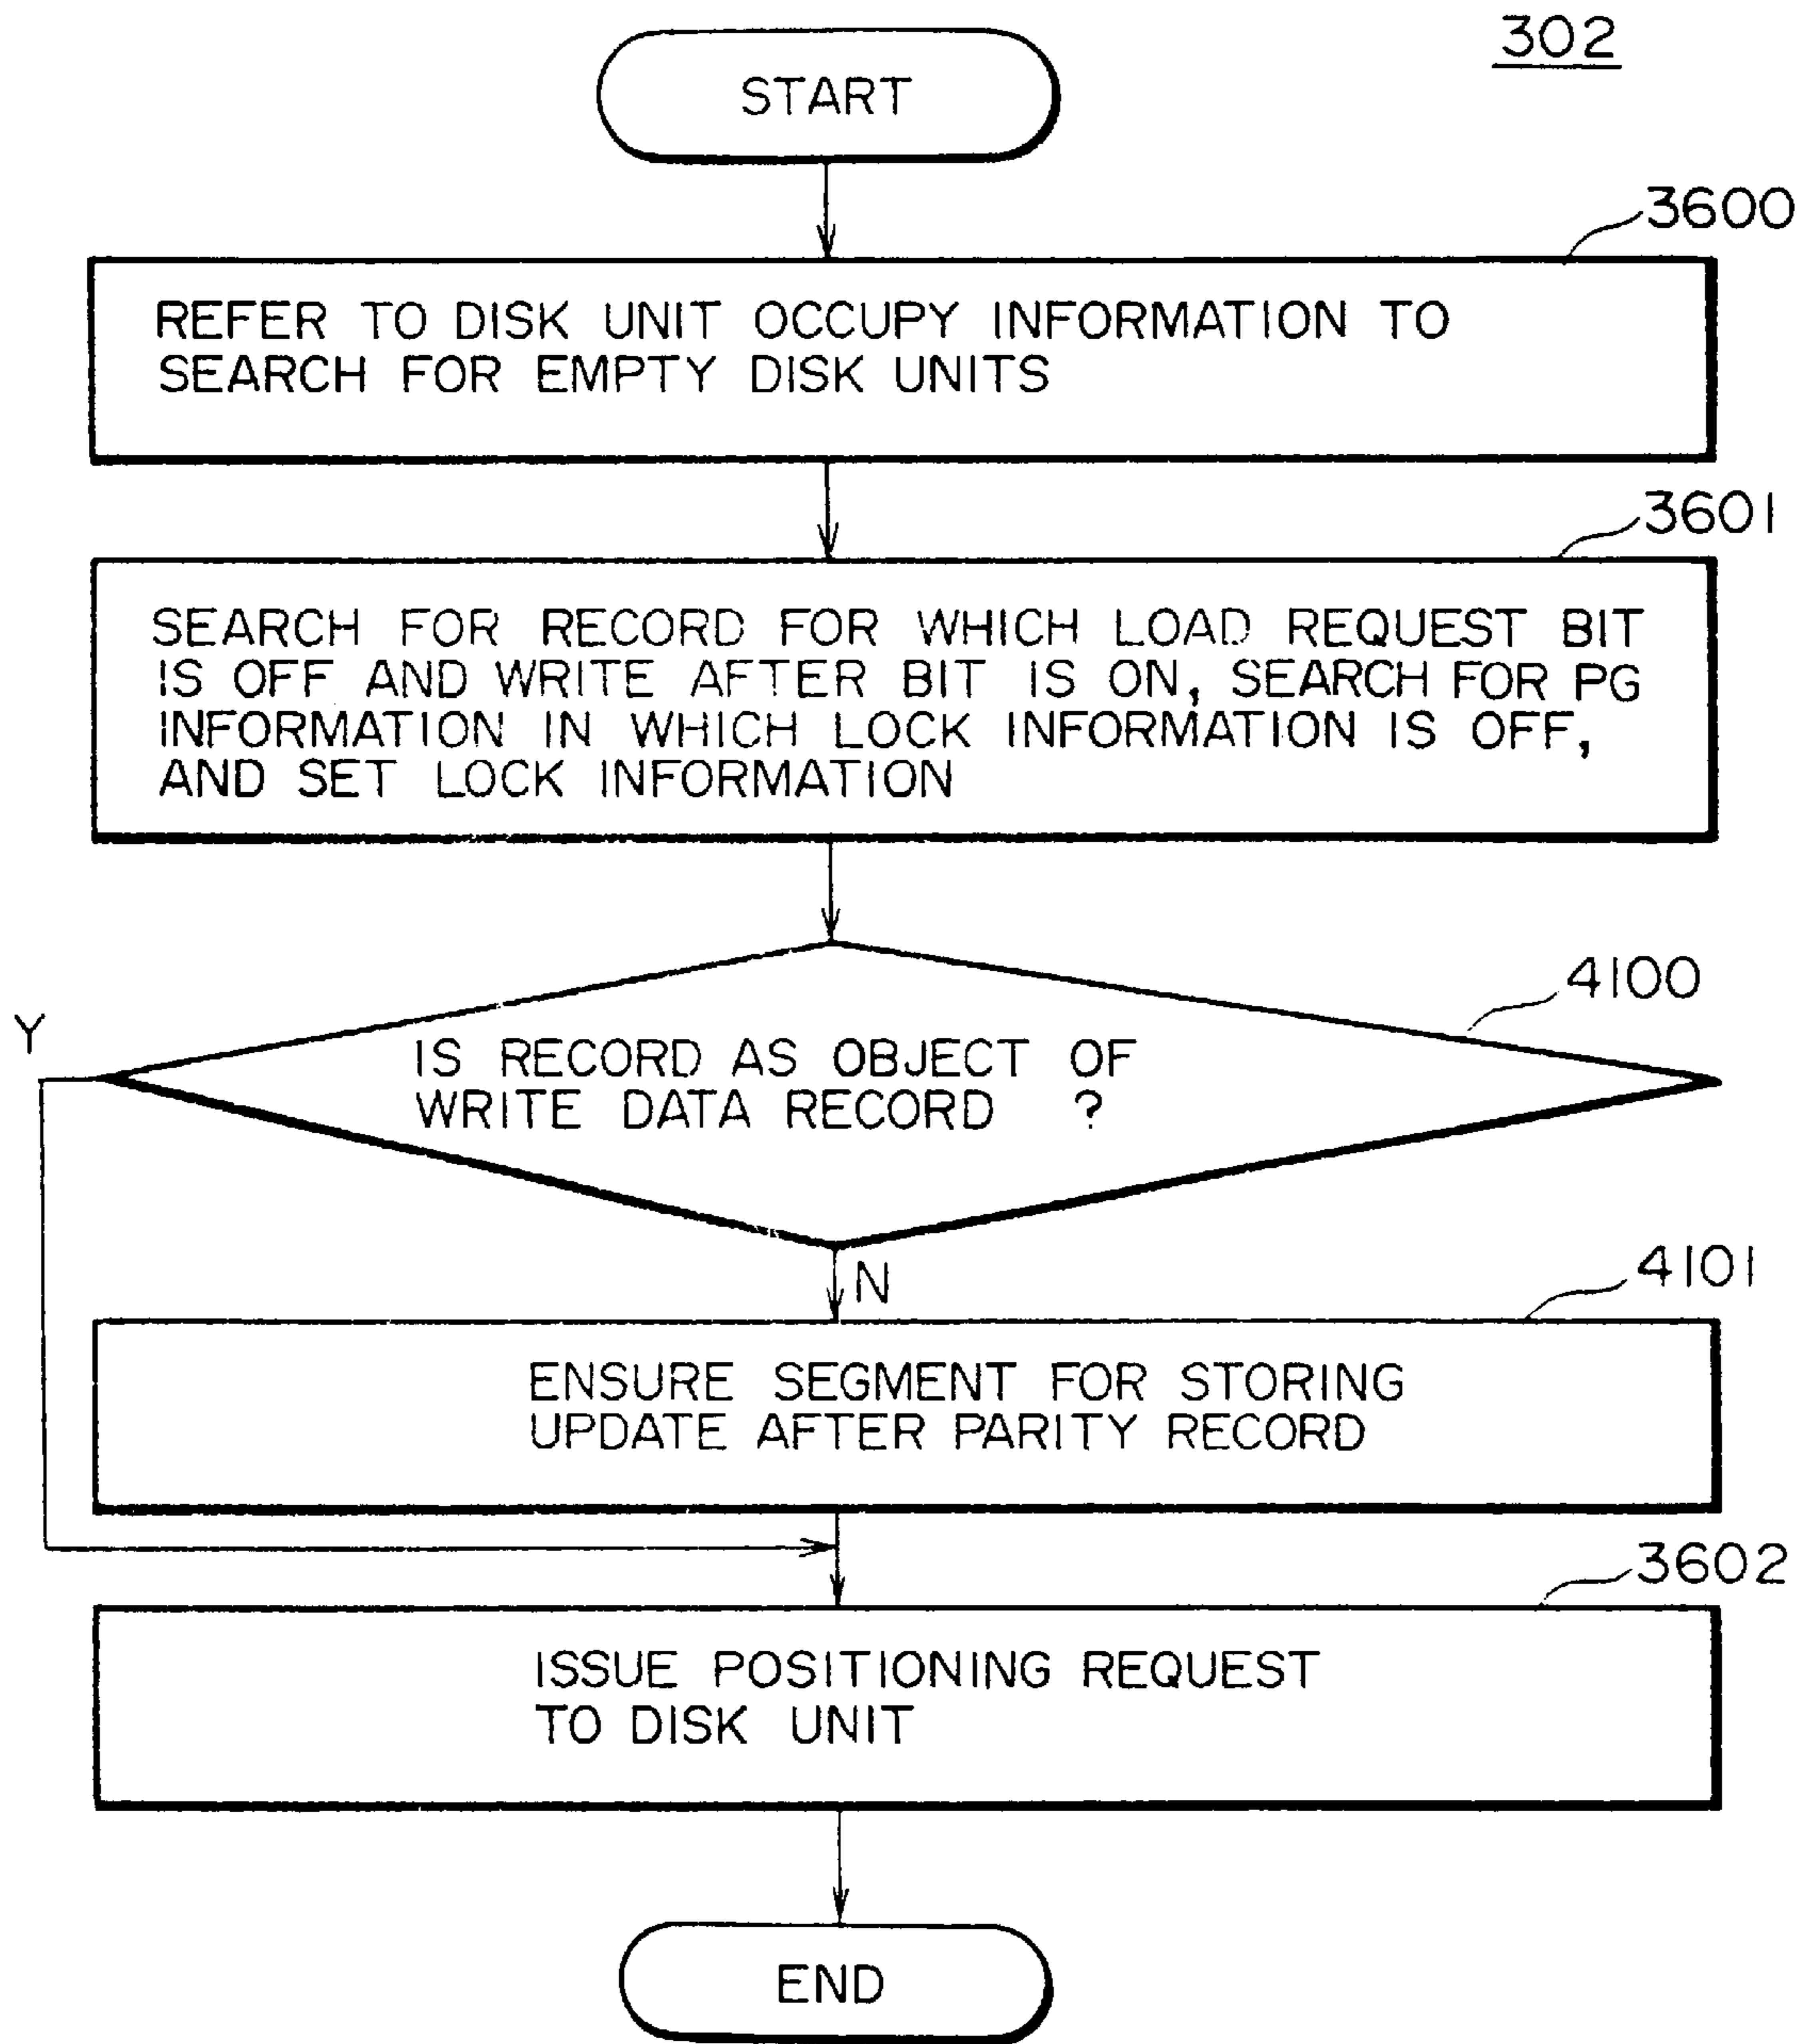 302
START
3600
REFER TO DISK UNIT OCCUPY INFORMATION TO
SEARCH FOR EMPTY DISK UNITS
3601
SEARCH FOR RECORD FOR WHICH LOAD REQUEST BIT
IS OFF AND WRITE AFTER BIT IS ON, SEARCH FOR PG
INFORMATION IN WHICH LOCK INFORMATION IS OFF,
AND SET LOCK INFORMATION
4100
Y
IS RECORD AS OBJECT OF
WRITE DATA RECORD ?
N
4101
ENSURE SEGMENT FOR STORING
UPDATE AFTER PARITY RECORD
3602
ISSUE POSITIONING REQUEST
TO DISK UNIT
END